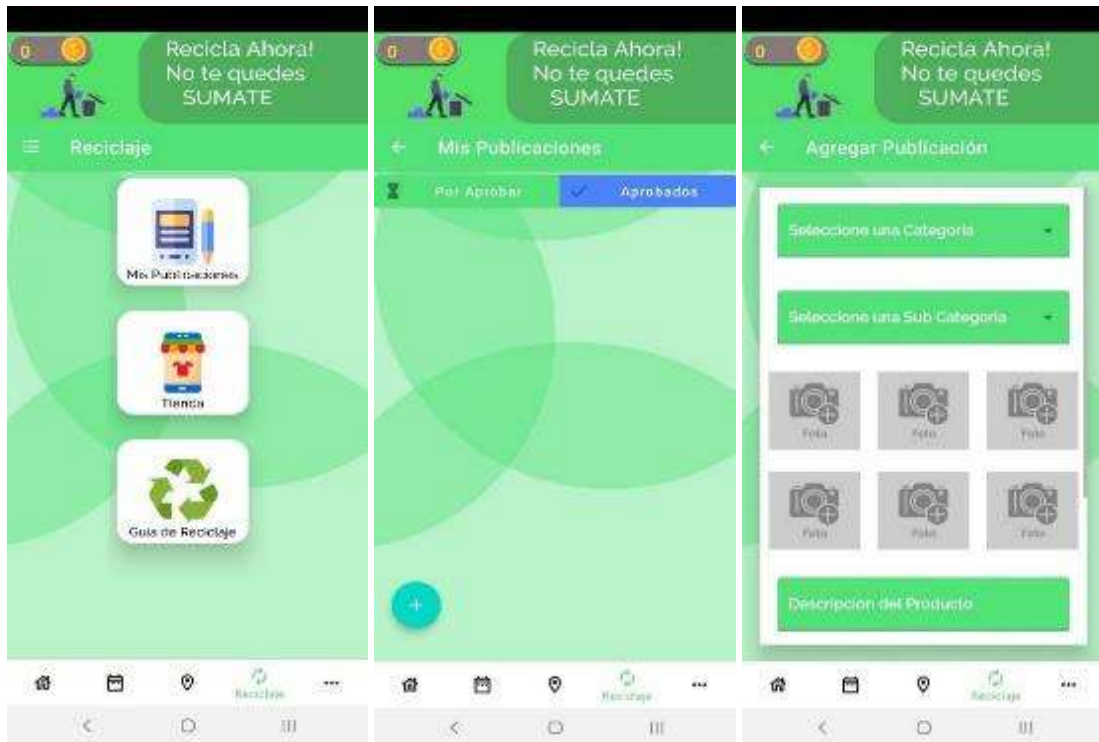 0
Recicla Ahora!
No te quedes
SUMATE
Reciclaje
Mis Publicaciones
Tienda
Guia de Reciclaje
Reciclaje
0
Recicla Ahora!
No te quedes
SUMATE
Mis Publicaciones
Por Aprobar
Aprobados
+
Reciclaje
0
Recicla Ahora!
No te quedes
SUMATE
Agregar Publicación
Seleccione una Categoria
Seleccione una Sub Categoria
Foto Foto Foto
Foto Foto Foto
Descripcion del Producto
Reciclaje